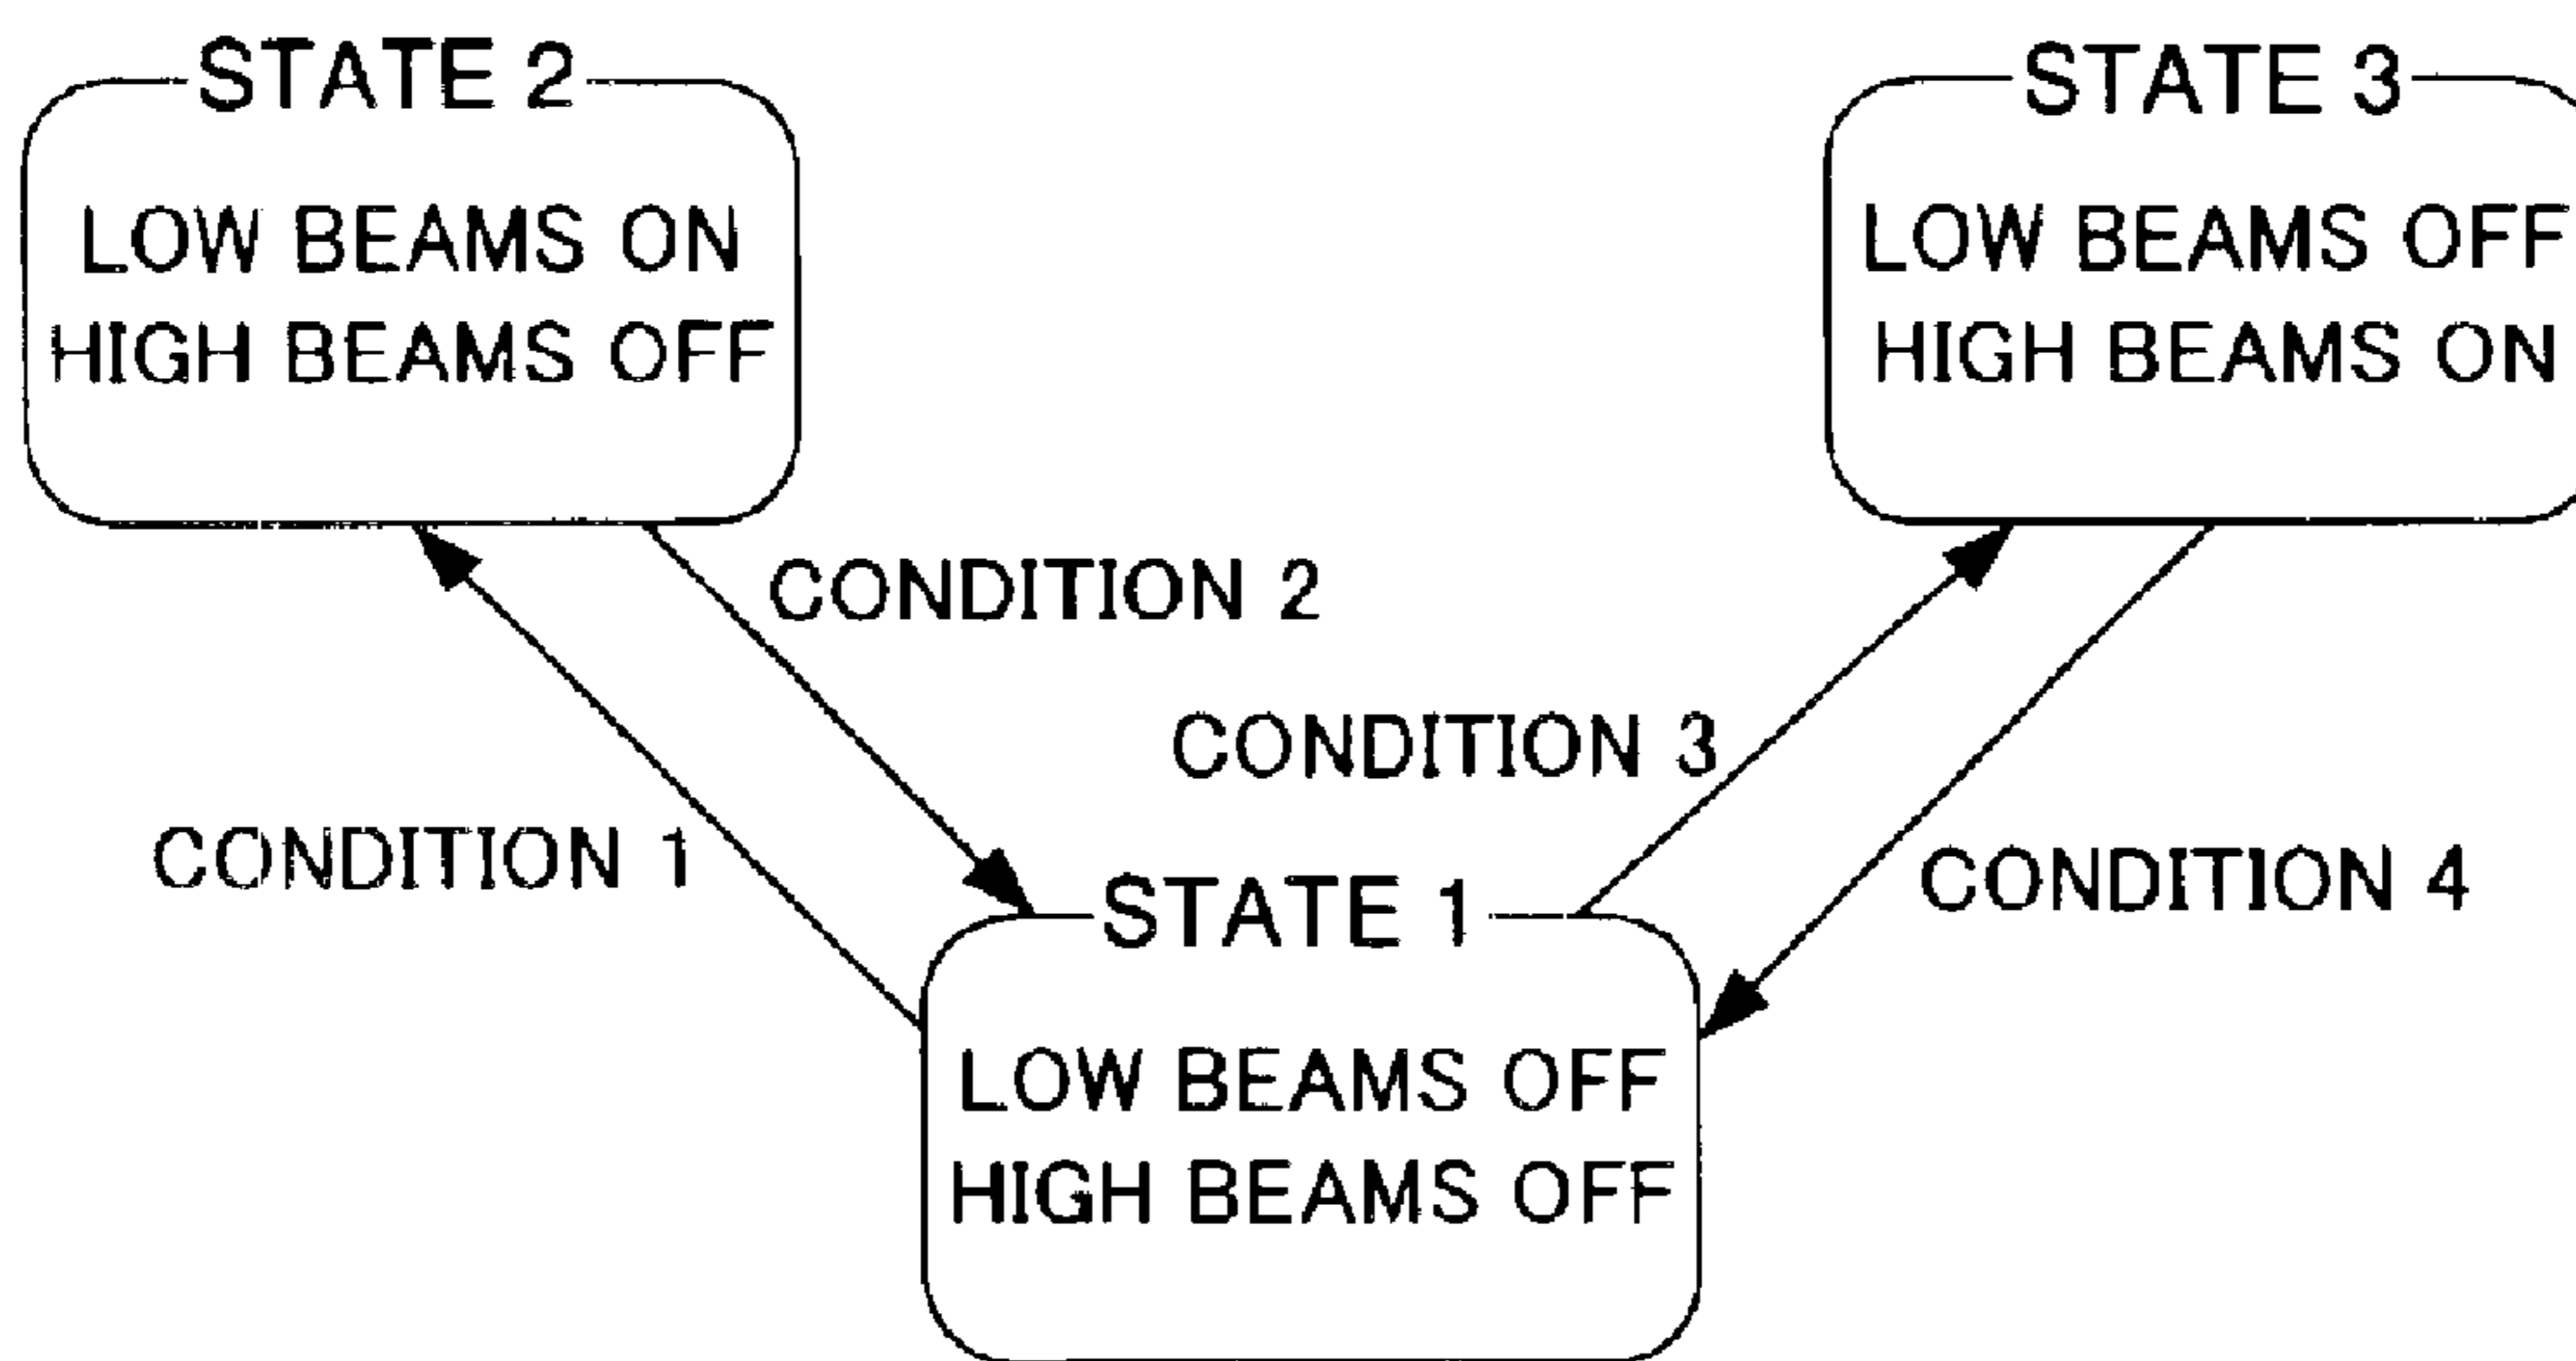 STATE 2
LOW BEAMS ON
HIGH BEAMS OFF
STATE 3
LOW BEAMS OFF
HIGH BEAMS ON
CONDITION 2
CONDITION 3
CONDITION 1
CONDITION 4
STATE 1
LOW BEAMS OFF
HIGH BEAMS OFF